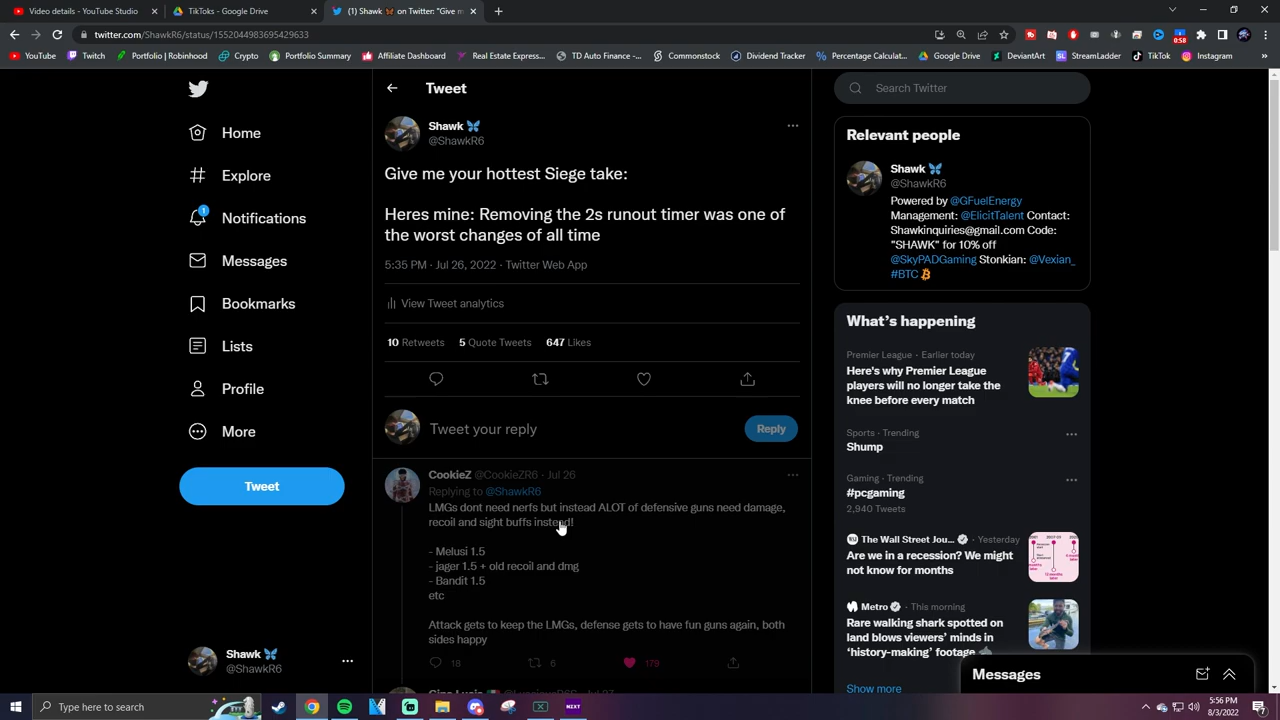 Video details - YouTube Studio
TikToks - Google Drive
(1) Shawk on Twitter: "Give m
twitter.com/ShawkR6/status/1552044983695429633
0:58
YouTube
Twitch
Portfolio | Robinhood
Crypto
Portfolio Summary
Affiliate Dashboard
Real Estate Express...
TD Auto Finance -...
Commonstock
Dividend Tracker
Percentage Calculat...
Google Drive
DeviantArt
SL StreamLadder
TikTok
Instagram
»
Home
Explore
1
Notifications
Messages
Bookmarks
Lists
Profile
More
Tweet
Shawk
@ShawkR6
Tweet
Shawk
@ShawkR6
Give me your hottest Siege take:
Heres mine: Removing the 2s runout timer was one of
the worst changes of all time
5:35 PM · Jul 26, 2022 · Twitter Web App
View Tweet analytics
10 Retweets 5 Quote Tweets 647 Likes
Tweet your reply
Reply
CookieZ @CookieZR6 · Jul 26
Replying to @ShawkR6
LMGs dont need nerfs but instead ALOT of defensive guns need damage,
recoil and sight buffs instead!
- Melusi 1.5
- jager 1.5 + old recoil and dmg
- Bandit 1.5
etc
Attack gets to keep the LMGs, defense gets to have fun guns again, both
sides happy
18 6 179
Search Twitter
Relevant people
Shawk
@ShawkR6
Powered by @GFuelEnergy
Management: @ElicitTalent Contact:
Shawkinquiries@gmail.com Code:
"SHAWK" for 10% off
@SkyPADGaming Stonkian: @Vexian_
#BTC
What's happening
Premier League · Earlier today
Here's why Premier League
players will no longer take the
knee before every match
Sports · Trending
Shump
Gaming · Trending
#pcgaming
2,940 Tweets
The Wall Street Jou... · Yesterday
Are we in a recession? We might
not know for months
Metro · This morning
Rare walking shark spotted on
land blows viewers' minds in
'history-making' footage
Show more
Messages
Type here to search
NZXT
5:56 PM
8/3/2022